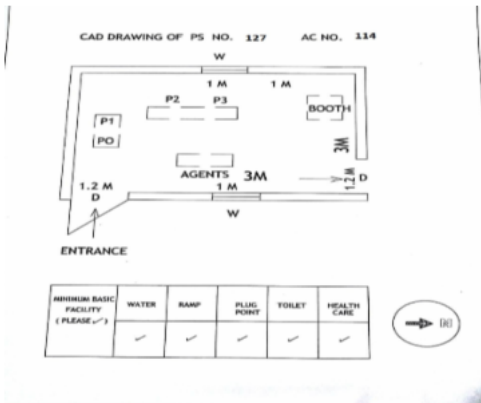 CAD DRAWING OF PS NO. 127 AC NO. 114
W
1 M 1 M
P2 P3
BOOTH
P1
PO
3M
AGENTS 3M
1.2 M 1 M 1.2 M D
D
W
ENTRANCE
MINIMUM BASIC FACILITY ( PLEASE ✓ ) WATER RAMP PLUG POINT TOILET HEALTH CARE
✓ ✓ ✓ ✓ ✓